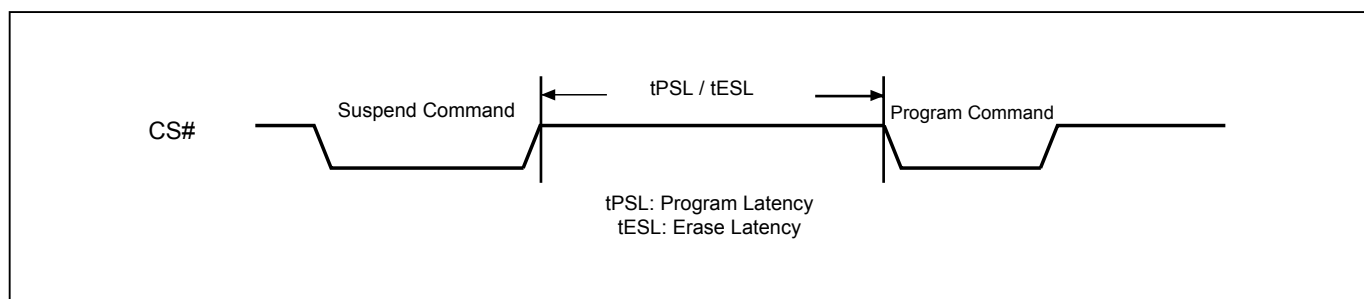 tPSL / tESL
Suspend Command
Program Command
CS#
tPSL: Program Latency
tESL: Erase Latency